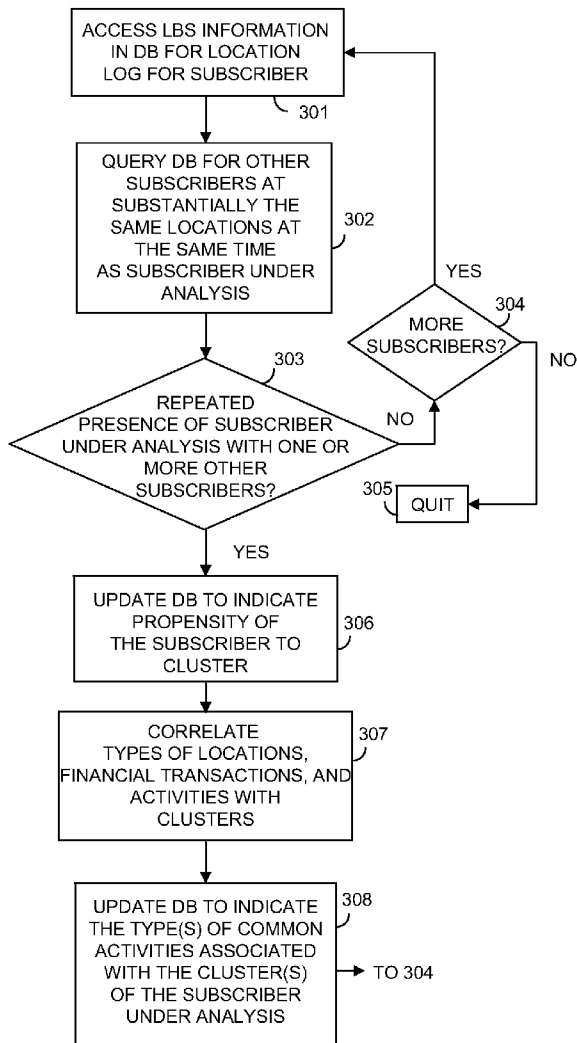 ACCESS LBS INFORMATION
IN DB FOR LOCATION
LOG FOR SUBSCRIBER
301
QUERY DB FOR OTHER
SUBSCRIBERS AT
SUBSTANTIALLY THE
SAME LOCATIONS AT
THE SAME TIME
AS SUBSCRIBER UNDER
ANALYSIS
302
YES
304
MORE
SUBSCRIBERS?
NO
303
REPEATED
PRESENCE OF SUBSCRIBER
UNDER ANALYSIS WITH ONE OR
MORE OTHER
SUBSCRIBERS?
NO
305
QUIT
YES
UPDATE DB TO INDICATE
PROPENSITY OF
THE SUBSCRIBER TO
CLUSTER
306
CORRELATE
TYPES OF LOCATIONS,
FINANCIAL TRANSACTIONS, AND
ACTIVITIES WITH
CLUSTERS
307
UPDATE DB TO INDICATE
THE TYPE(S) OF COMMON
ACTIVITIES ASSOCIATED
WITH THE CLUSTER(S)
OF THE SUBSCRIBER
UNDER ANALYSIS
308
TO 304